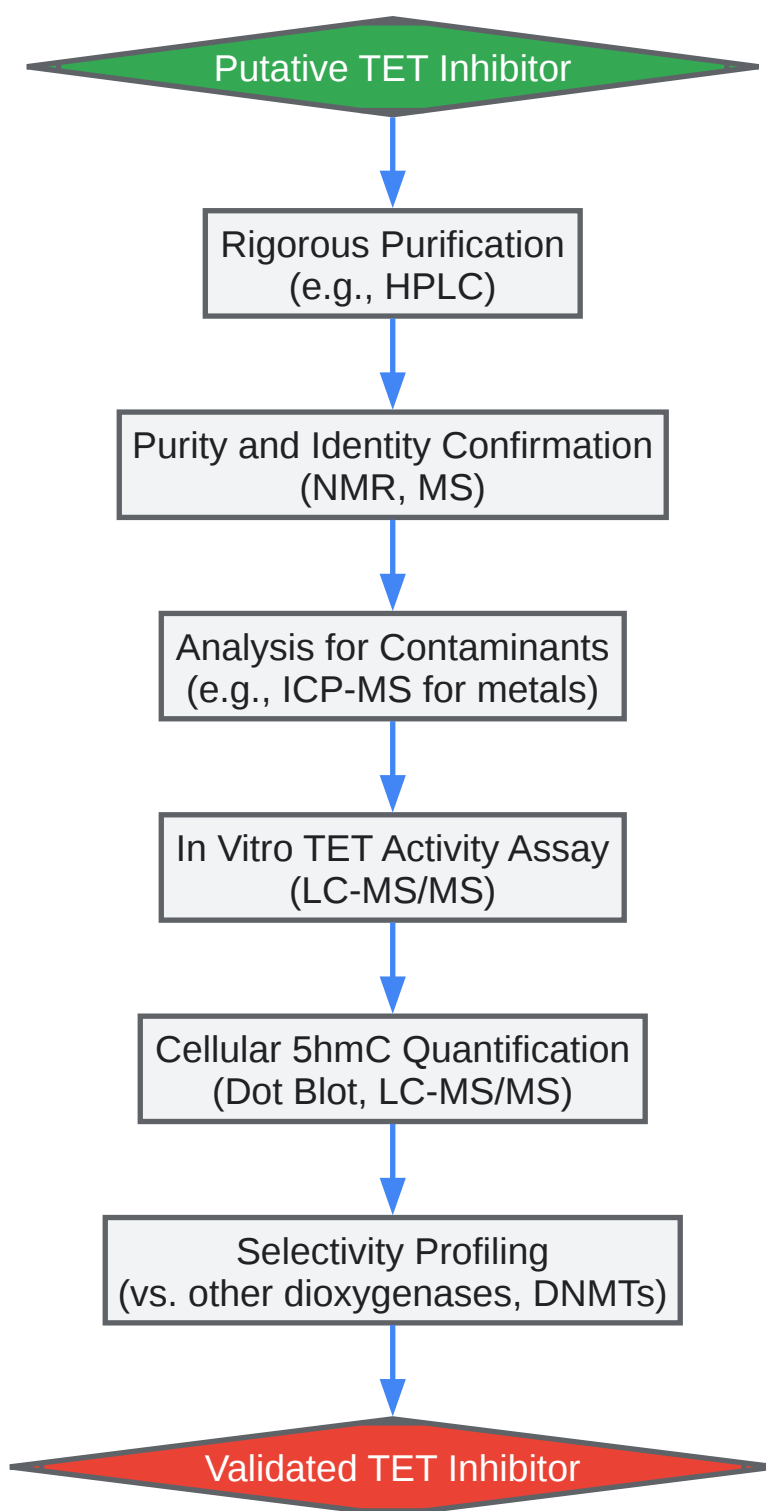 Putative TET Inhibitor
Rigorous Purification
(e.g., HPLC)
Purity and Identity Confirmation
(NMR, MS)
Analysis for Contaminants
(e.g., ICP-MS for metals)
In Vitro TET Activity Assay
(LC-MS/MS)
Cellular 5hmC Quantification
(Dot Blot, LC-MS/MS)
Selectivity Profiling
(vs. other dioxygenases, DNMTs)
Validated TET Inhibitor